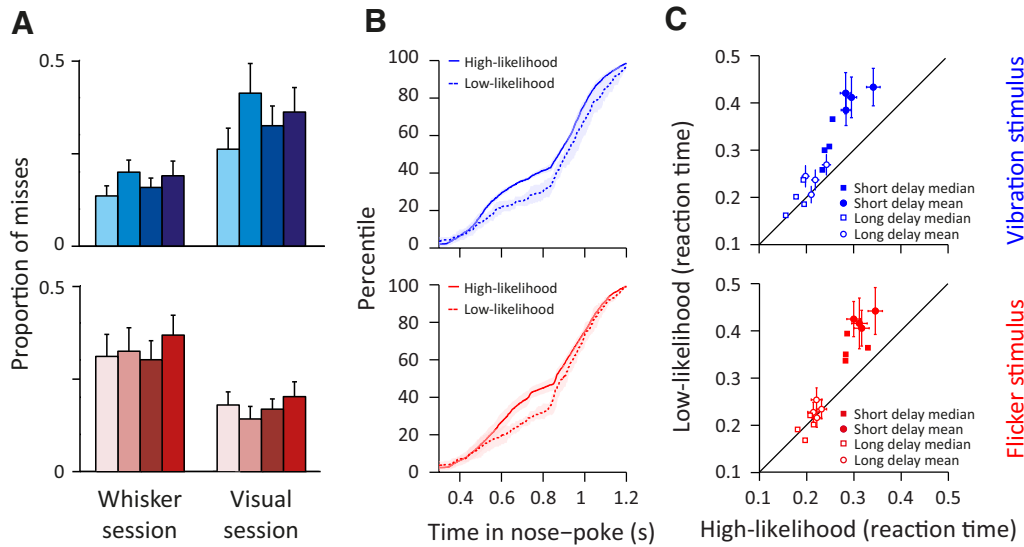 A
B
C
0.5
0
Proportion of misses
0.5
0
Whisker
session
Visual
session
100
80
60
40
20
0
High-likelihood
Low-likelihood
Percentile
100
80
60
40
20
0
High-likelihood
Low-likelihood
0.4
0.6
0.8
1
1.2
Time in nose−poke (s)
0.5
0.4
0.3
0.2
0.1
Short delay median
Short delay mean
Long delay median
Long delay mean
Vibration stimulus
Low-likelihood (reaction time)
0.5
0.4
0.3
0.2
0.1
Short delay median
Short delay mean
Long delay median
Long delay mean
Flicker stimulus
0.1
0.2
0.3
0.4
0.5
High-likelihood (reaction time)